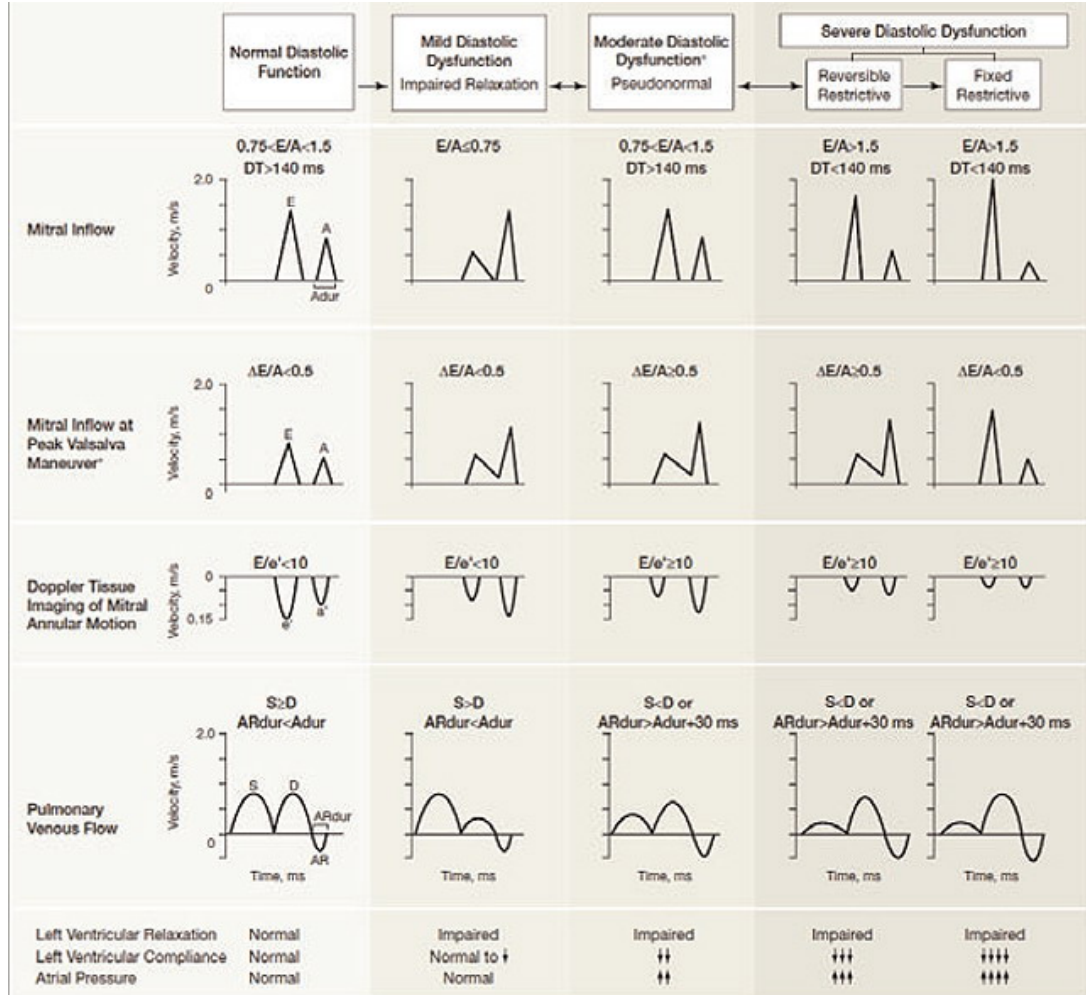 Normal Diastolic
Function
Mild Diastolic
Dysfunction
Impaired Relaxation
Moderate Diastolic
Dysfunction+
Pseudonormal
Severe Diastolic Dysfunction
Reversible
Restrictive
Fixed
Restrictive
Mitral Inflow
Velocity, m/s
2.0
0
0.75<E/A<1.5
DT>140 ms
E
A
Adur
E/A≤0.75
0.75<E/A<1.5
DT>140 ms
E/A>1.5
DT<140 ms
E/A>1.5
DT<140 ms
Mitral Inflow at
Peak Valsalva
Maneuver+
Velocity, m/s
2.0
0
ΔE/A<0.5
E
A
ΔE/A<0.5
ΔE/A≥0.5
ΔE/A≥0.5
ΔE/A<0.5
Doppler Tissue
Imaging of Mitral
Annular Motion
Velocity, m/s
0
0.15
E/e'<10
e'
a'
E/e'<10
E/e'≥10
E/e'≥10
E/e'≥10
Pulmonary
Venous Flow
Velocity, m/s
2.0
0
S≥D
ARdur<Adur
S
D
ARdur
AR
Time, ms
S>D
ARdur<Adur
Time, ms
S<D or
ARdur>Adur+30 ms
Time, ms
S<D or
ARdur>Adur+30 ms
Time, ms
S<D or
ARdur>Adur+30 ms
Time, ms
Left Ventricular Relaxation Normal Impaired Impaired Impaired Impaired
Left Ventricular Compliance Normal Normal to ↓ ↓↓ ↓↓↓ ↓↓↓↓
Atrial Pressure Normal Normal ↑↑ ↑↑↑ ↑↑↑↑